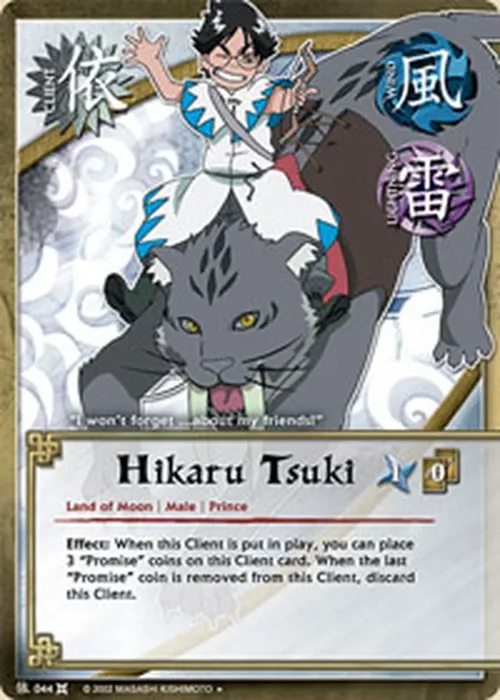 CLIENT 依
WIND 風
LIGHTNING 雷
"I won't forget ...about my friends!"
Hikaru Tsuki 1 0
Land of Moon | Male | Prince
Effect: When this Client is put in play, you can place
3 "Promise" coins on this Client card. When the last
"Promise" coin is removed from this Client, discard
this Client.
044 © 2002 MASASHI KISHIMOTO